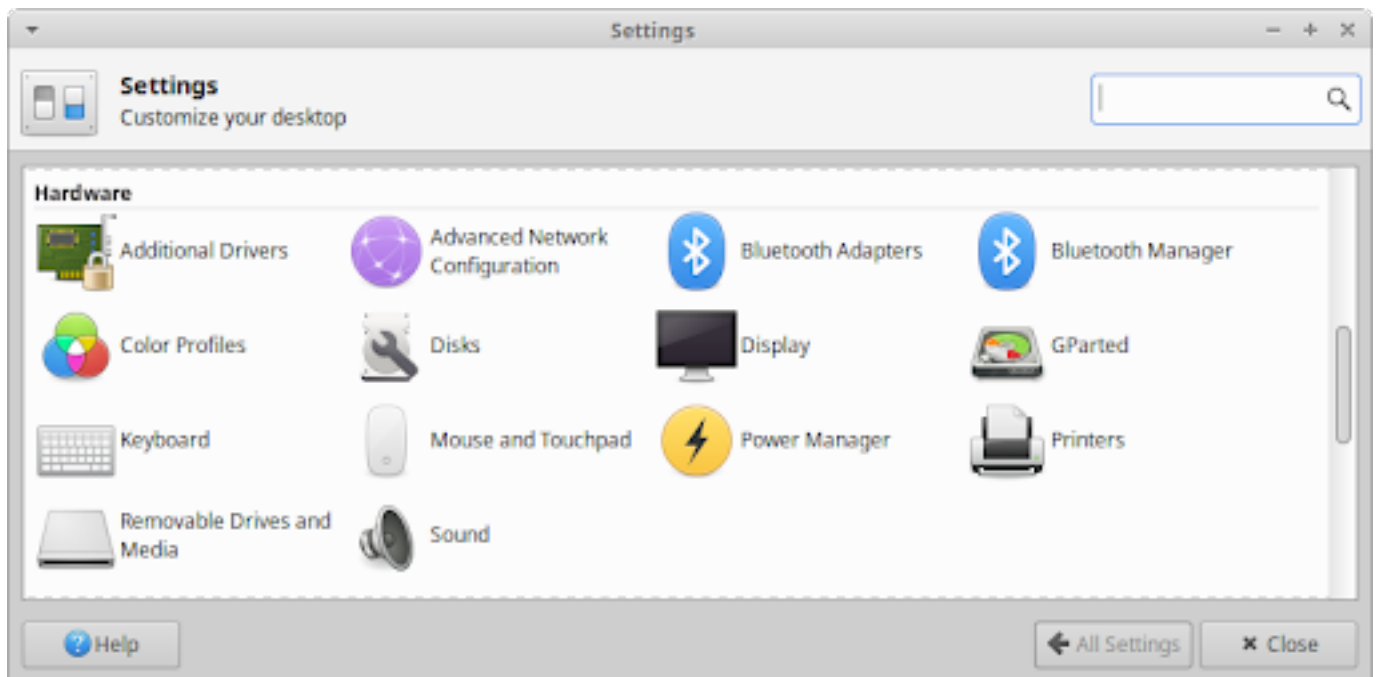 Settings
Settings
Customize your desktop
Hardware
Additional Drivers
Advanced Network
Configuration
Bluetooth Adapters
Bluetooth Manager
Color Profiles
Disks
Display
GParted
Keyboard
Mouse and Touchpad
Power Manager
Printers
Removable Drives and
Media
Sound
Help
All Settings
Close